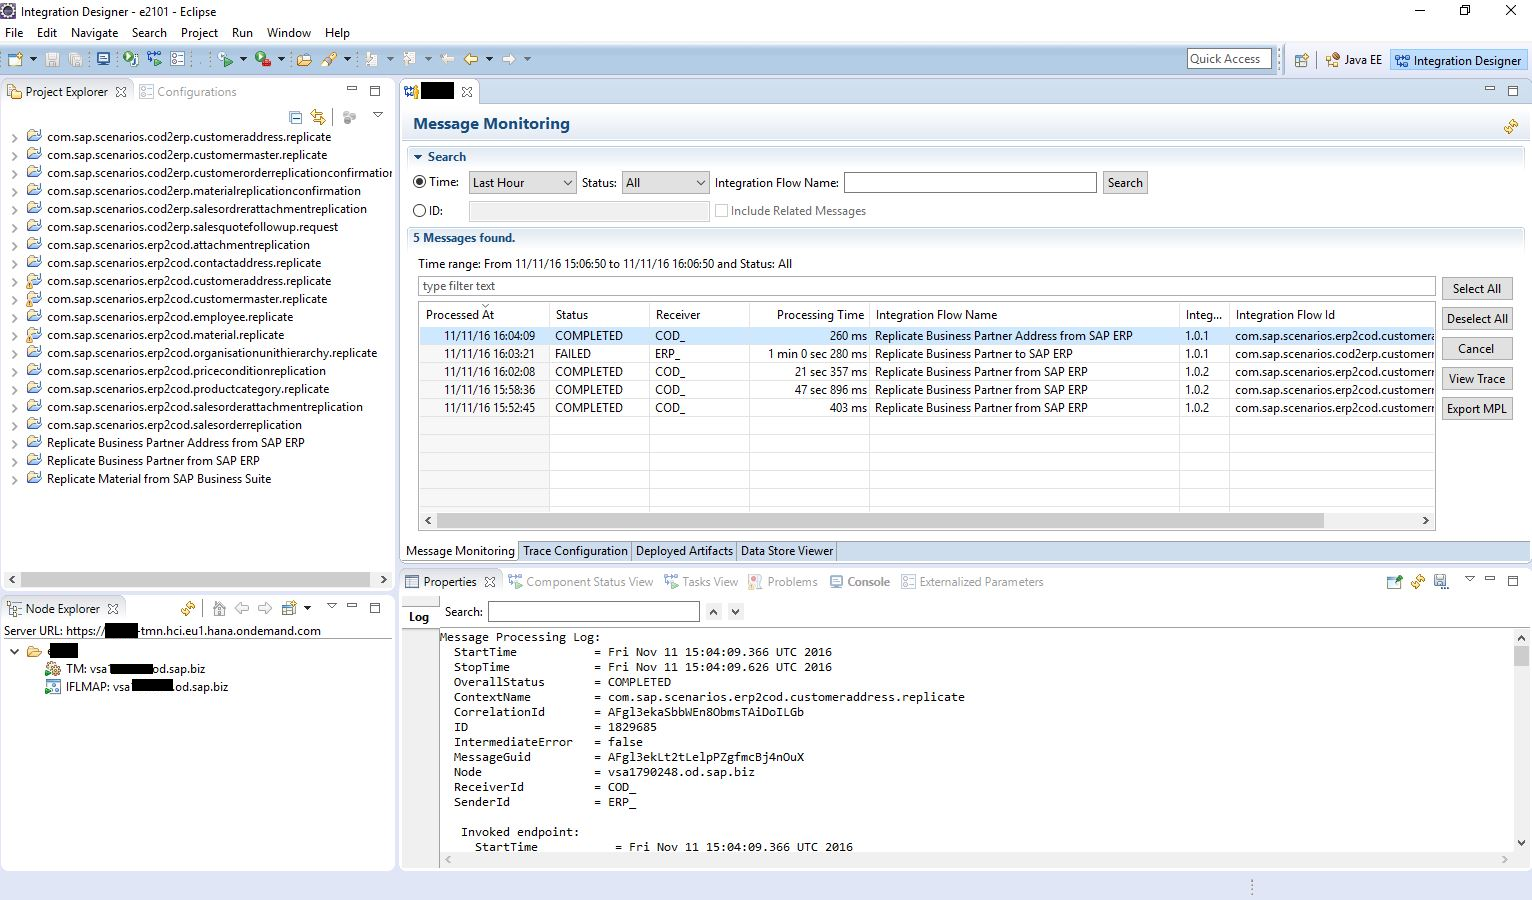 Integration Designer - e2101 - Eclipse
File Edit Navigate Search Project Run Window Help
Quick Access Java EE Integration Designer
Project Explorer Configurations
com.sap.scenarios.cod2erp.customeraddress.replicate
com.sap.scenarios.cod2erp.customermaster.replicate
com.sap.scenarios.cod2erp.customerorderreplicationconfirmation
com.sap.scenarios.cod2erp.materialreplicationconfirmation
com.sap.scenarios.cod2erp.salesordrerattachmentreplication
com.sap.scenarios.cod2erp.salesquotefollowup.request
com.sap.scenarios.erp2cod.attachmentreplication
com.sap.scenarios.erp2cod.contactaddress.replicate
com.sap.scenarios.erp2cod.customeraddress.replicate
com.sap.scenarios.erp2cod.customermaster.replicate
com.sap.scenarios.erp2cod.employee.replicate
com.sap.scenarios.erp2cod.material.replicate
com.sap.scenarios.erp2cod.organisationunithierarchy.replicate
com.sap.scenarios.erp2cod.priceconditionreplication
com.sap.scenarios.erp2cod.productcategory.replicate
com.sap.scenarios.erp2cod.salesorderattachmentreplication
com.sap.scenarios.erp2cod.salesorderreplication
Replicate Business Partner Address from SAP ERP
Replicate Business Partner from SAP ERP
Replicate Material from SAP Business Suite
Node Explorer
Server URL: https:// -tmn.hci.eu1.hana.ondemand.com
TM: vsa1 od.sap.biz
IFLMAP: vsa .od.sap.biz
Message Monitoring
Search
Time: Last Hour Status: All Integration Flow Name: Search
ID: Include Related Messages
5 Messages found.
Time range: From 11/11/16 15:06:50 to 11/11/16 16:06:50 and Status: All
type filter text
Processed At Status Receiver Processing Time Integration Flow Name Integ... Integration Flow Id
11/11/16 16:04:09 COMPLETED COD_ 260 ms Replicate Business Partner Address from SAP ERP 1.0.1 com.sap.scenarios.erp2cod.customera
11/11/16 16:03:21 FAILED ERP_ 1 min 0 sec 280 ms Replicate Business Partner to SAP ERP 1.0.1 com.sap.scenarios.cod2erp.customerr
11/11/16 16:02:08 COMPLETED COD_ 21 sec 357 ms Replicate Business Partner from SAP ERP 1.0.2 com.sap.scenarios.erp2cod.customerr
11/11/16 15:58:36 COMPLETED COD_ 47 sec 896 ms Replicate Business Partner from SAP ERP 1.0.2 com.sap.scenarios.erp2cod.customerr
11/11/16 15:52:45 COMPLETED COD_ 403 ms Replicate Business Partner from SAP ERP 1.0.2 com.sap.scenarios.erp2cod.customerr
Select All
Deselect All
Cancel
View Trace
Export MPL
Message Monitoring Trace Configuration Deployed Artifacts Data Store Viewer
Properties Component Status View Tasks View Problems Console Externalized Parameters
Log Search:
Message Processing Log:
StartTime = Fri Nov 11 15:04:09.366 UTC 2016
StopTime = Fri Nov 11 15:04:09.626 UTC 2016
OverallStatus = COMPLETED
ContextName = com.sap.scenarios.erp2cod.customeraddress.replicate
CorrelationId = AFgl3ekaSbbWEn8ObmsTAiDoILGb
ID = 1829685
IntermediateError = false
MessageGuid = AFgl3ekLt2tLelpPZgfmcBj4nOuX
Node = vsa1790248.od.sap.biz
ReceiverId = COD_
SenderId = ERP_
Invoked endpoint:
StartTime = Fri Nov 11 15:04:09.366 UTC 2016